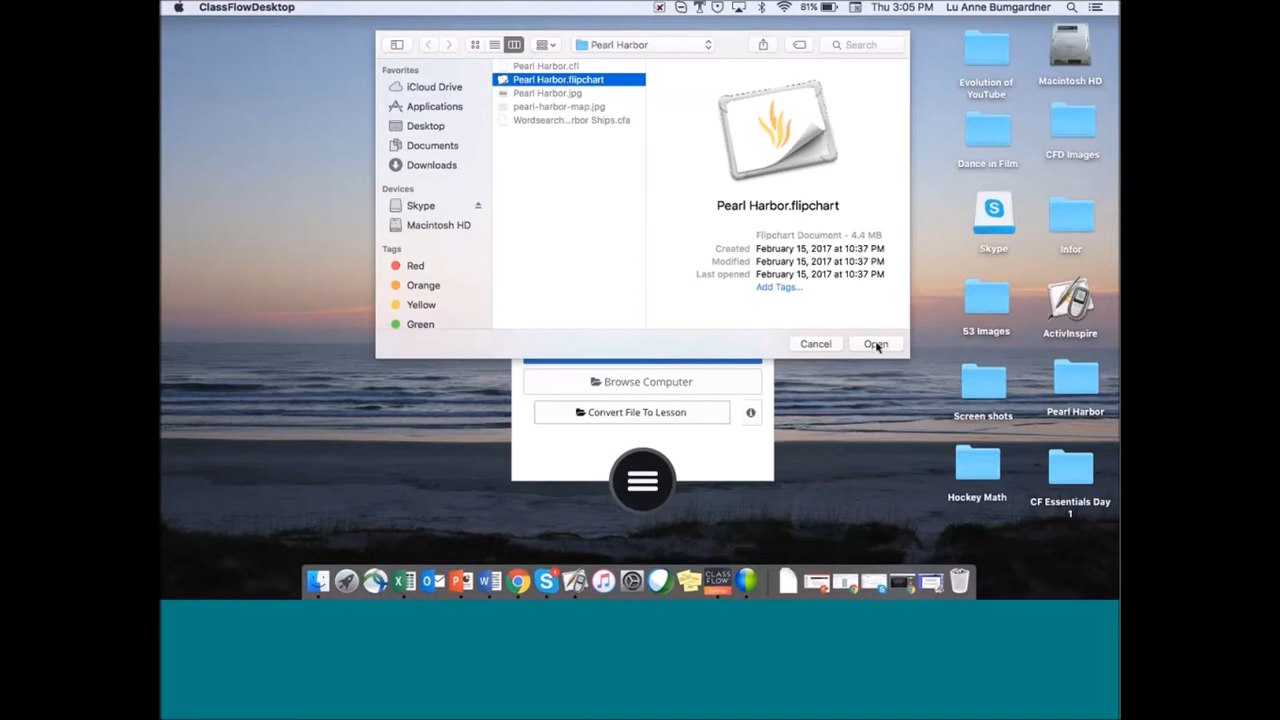 ClassFlowDesktop
81%
Thu 3:05 PM
Lu Anne Bumgardner
Pearl Harbor
Search
Favorites
iCloud Drive
Applications
Desktop
Documents
Downloads
Devices
Skype
Macintosh HD
Tags
Red
Orange
Yellow
Green
Pearl Harbor.cfl
Pearl Harbor.flipchart
Pearl Harbor.jpg
pearl-harbor-map.jpg
Wordsearch...rbor Ships.cfa
Pearl Harbor.flipchart
Flipchart Document - 4.4 MB
Created February 15, 2017 at 10:37 PM
Modified February 15, 2017 at 10:37 PM
Last opened February 15, 2017 at 10:37 PM
Add Tags...
Cancel
Open
Browse Computer
Convert File To Lesson
Evolution of
YouTube
Macintosh HD
Dance in Film
CFD Images
Skype
Infor
53 Images
ActivInspire
Screen shots
Pearl Harbor
Hockey Math
CF Essentials Day
1
CLASS
FLOW